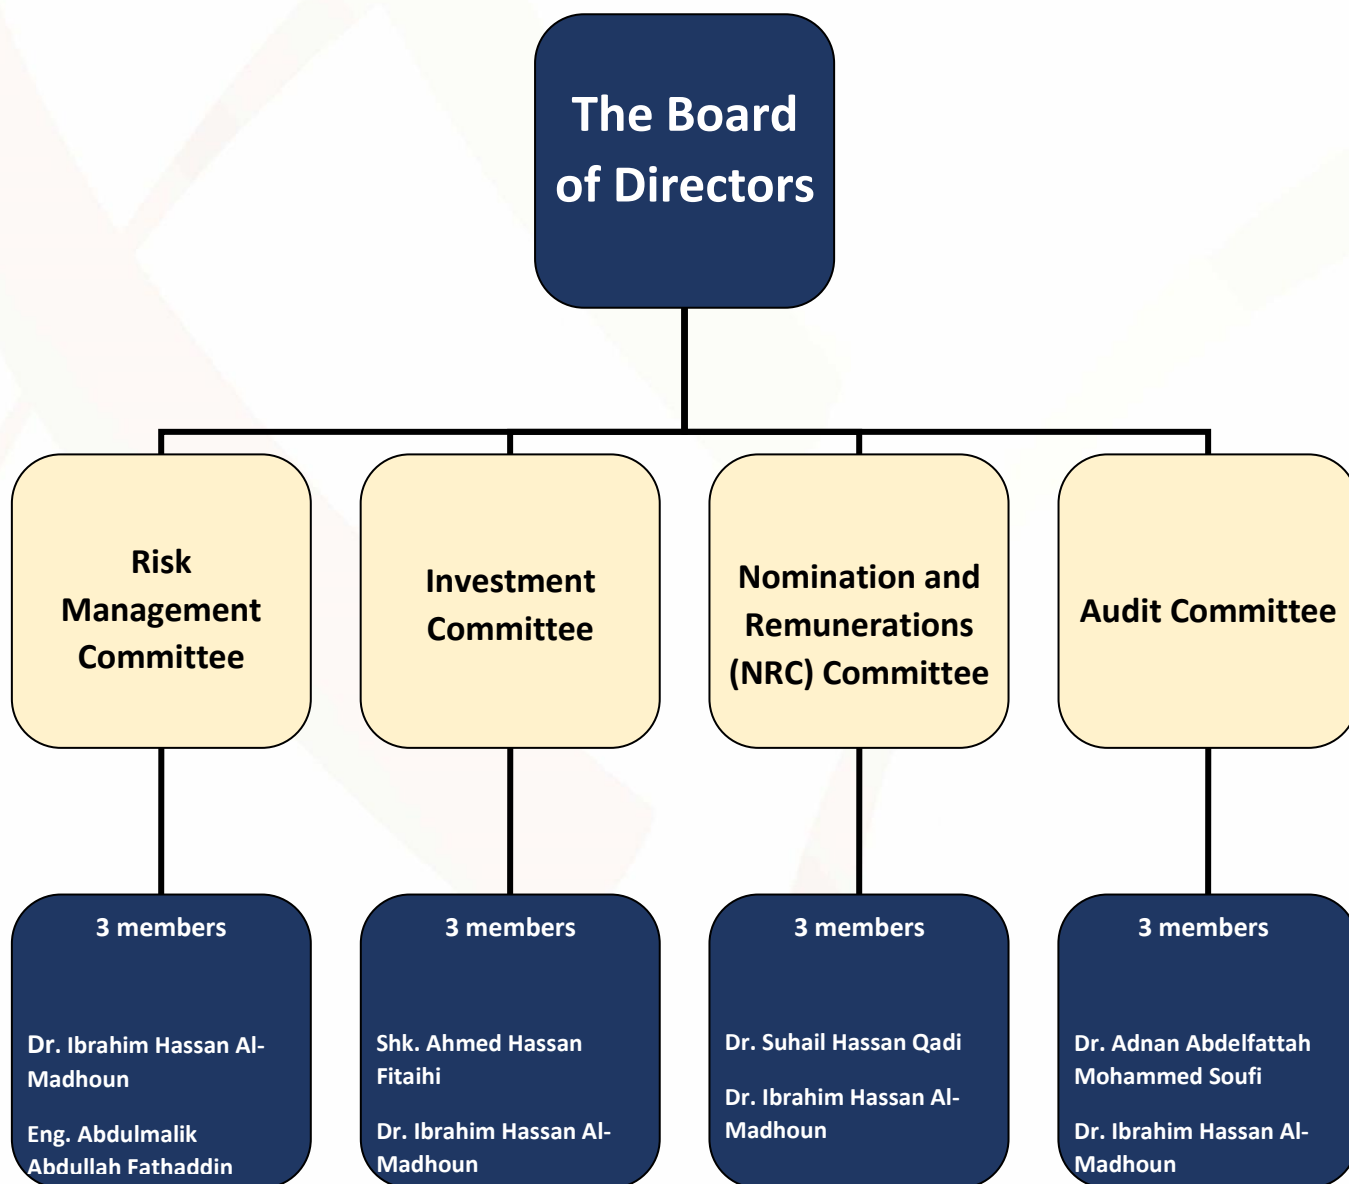 The Board
of Directors
Risk
Management
Committee
Investment
Committee
Nomination and
Remunerations
(NRC) Committee
Audit Committee
3 members
Dr. Ibrahim Hassan Al-
Madhoun
Eng. Abdulmalik
Abdullah Fathaddin
3 members
Shk. Ahmed Hassan
Fitaihi
Dr. Ibrahim Hassan Al-
Madhoun
3 members
Dr. Suhail Hassan Qadi
Dr. Ibrahim Hassan Al-
Madhoun
3 members
Dr. Adnan Abdelfattah
Mohammed Soufi
Dr. Ibrahim Hassan Al-
Madhoun